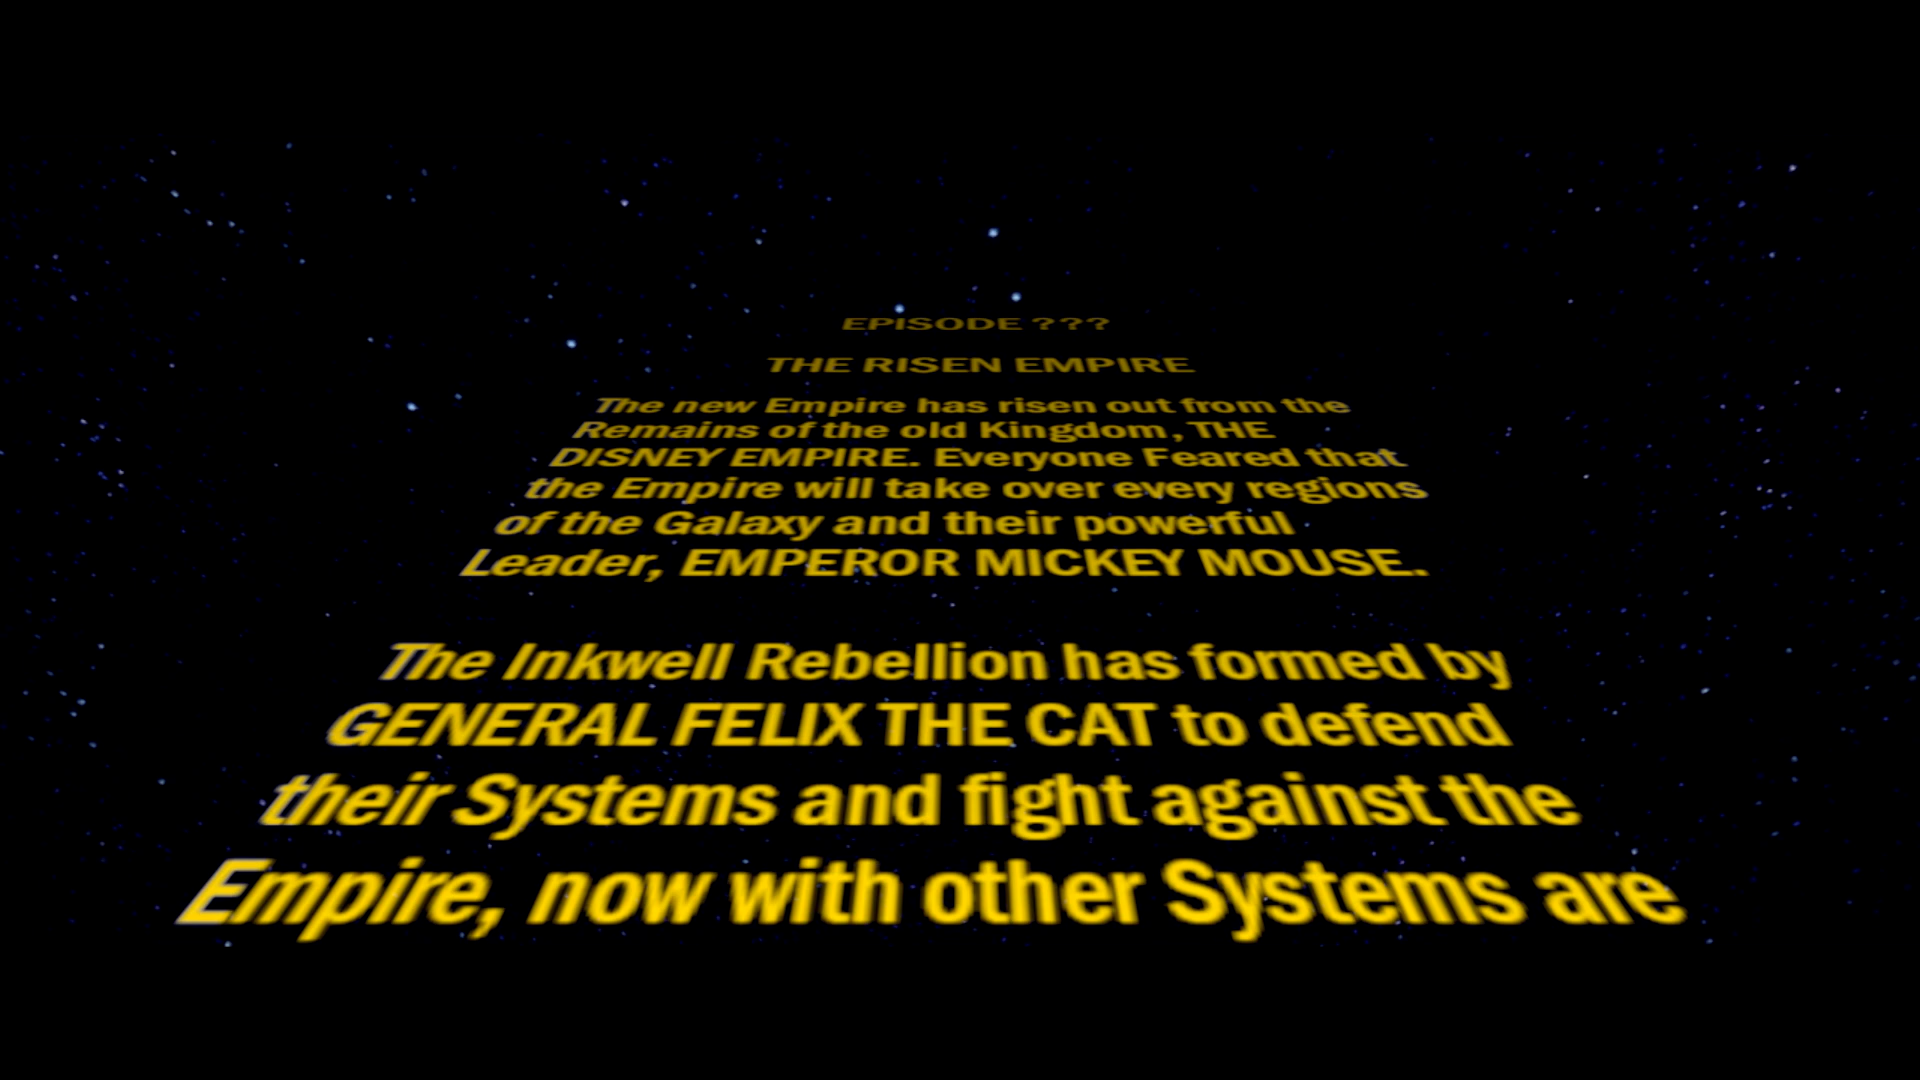 EPISODE ???
THE RISEN EMPIRE
The new Empire has risen out from the
Remains of the old Kingdom, THE
DISNEY EMPIRE. Everyone Feared that
the Empire will take over every regions
of the Galaxy and their powerful
Leader, EMPEROR MICKEY MOUSE.
The Inkwell Rebellion has formed by
GENERAL FELIX THE CAT to defend
their Systems and fight against the
Empire, now with other Systems are